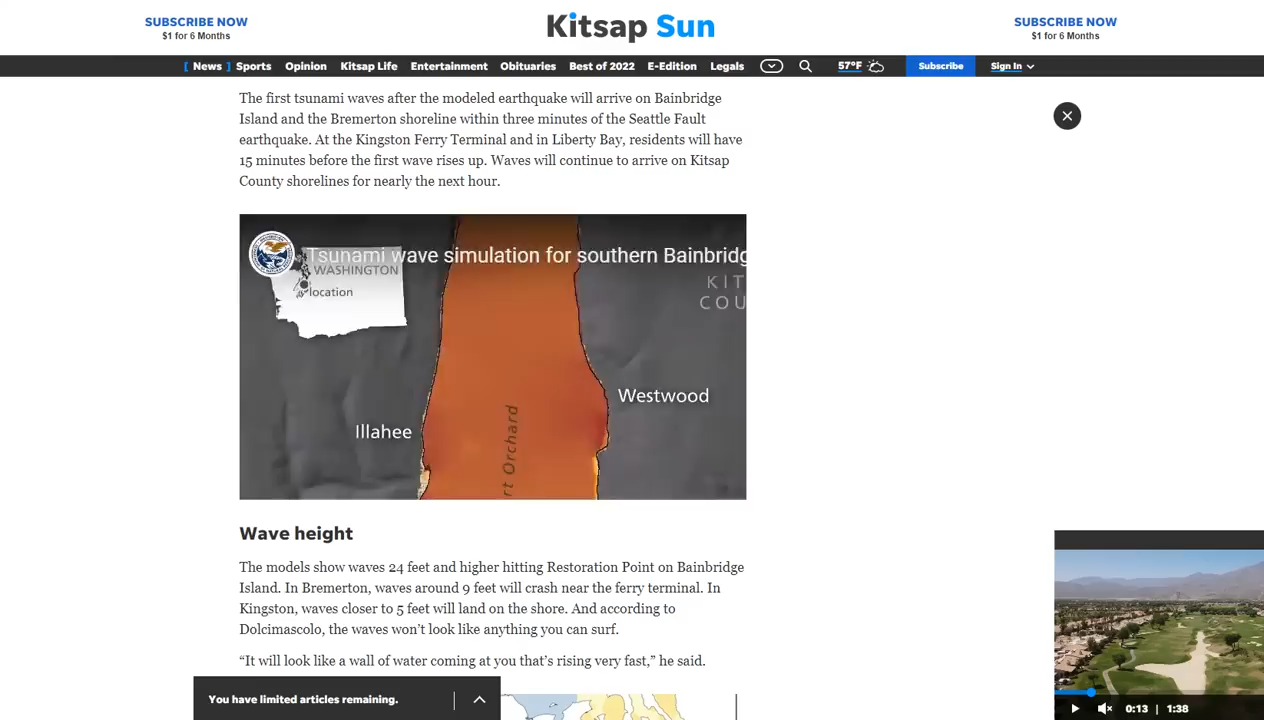 SUBSCRIBE NOW
$1 for 6 Months
Kitsap Sun
SUBSCRIBE NOW
$1 for 6 Months
[ News ] Sports Opinion Kitsap Life Entertainment Obituaries Best of 2022 E-Edition Legals 57°F Subscribe Sign In
The first tsunami waves after the modeled earthquake will arrive on Bainbridge
Island and the Bremerton shoreline within three minutes of the Seattle Fault
earthquake. At the Kingston Ferry Terminal and in Liberty Bay, residents will have
15 minutes before the first wave rises up. Waves will continue to arrive on Kitsap
County shorelines for nearly the next hour.
Tsunami wave simulation for southern Bainbridg
WASHINGTON
location
KIT
COU
Westwood
Illahee
rt Orchard
Wave height
The models show waves 24 feet and higher hitting Restoration Point on Bainbridge
Island. In Bremerton, waves around 9 feet will crash near the ferry terminal. In
Kingston, waves closer to 5 feet will land on the shore. And according to
Dolcimascolo, the waves won’t look like anything you can surf.
“It will look like a wall of water coming at you that’s rising very fast,” he said.
You have limited articles remaining.
0:13 | 1:38